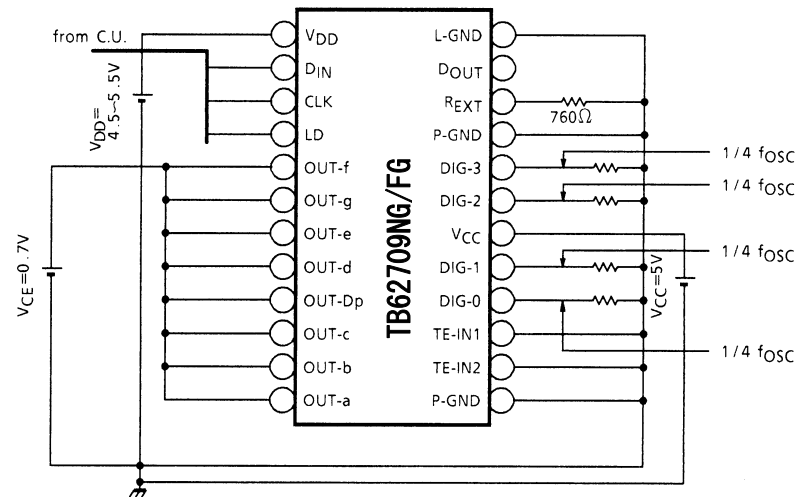 from C.U.
VDD=
4.5~5.5V
VCE=0.7V
VDD
DIN
CLK
LD
OUT-f
OUT-g
OUT-e
OUT-d
OUT-Dp
OUT-c
OUT-b
OUT-a
TB62709NG/FG
L-GND
DOUT
REXT
P-GND
DIG-3
DIG-2
VCC
DIG-1
DIG-0
TE-IN1
TE-IN2
P-GND
760Ω
1/4 fOSC
1/4 fOSC
1/4 fOSC
VCC=5V
1/4 fOSC